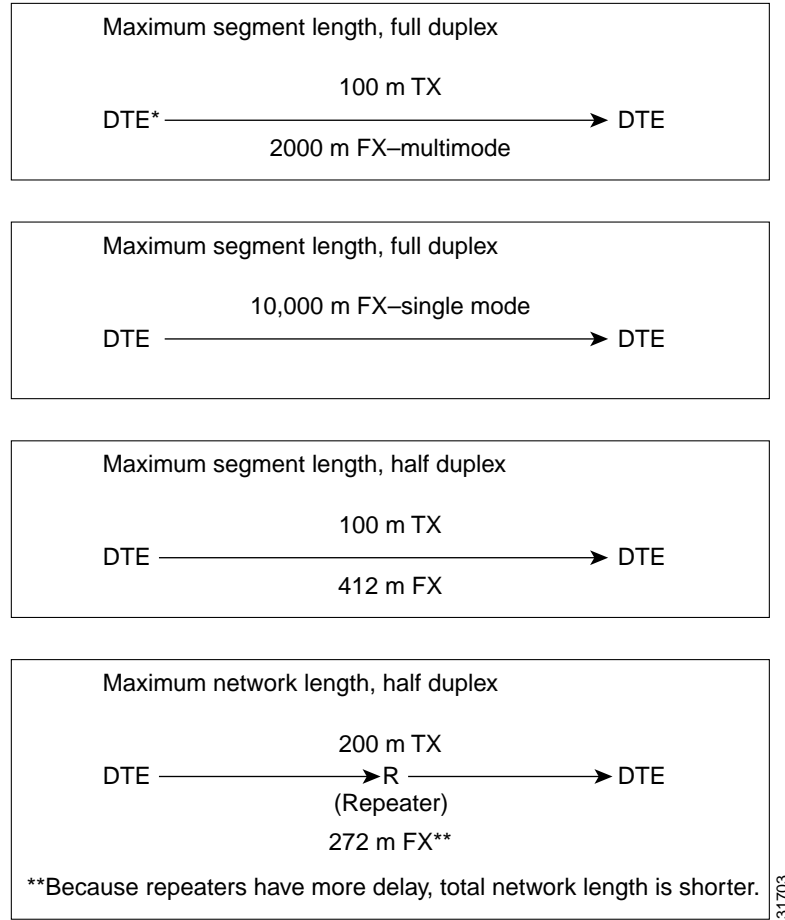 Maximum segment length, full duplex
100 m TX
DTE* DTE
2000 m FX–multimode
Maximum segment length, full duplex
10,000 m FX–single mode
DTE DTE
Maximum segment length, half duplex
100 m TX
DTE DTE
412 m FX
Maximum network length, half duplex
200 m TX
DTE R DTE
(Repeater)
272 m FX**
**Because repeaters have more delay, total network length is shorter.
31703